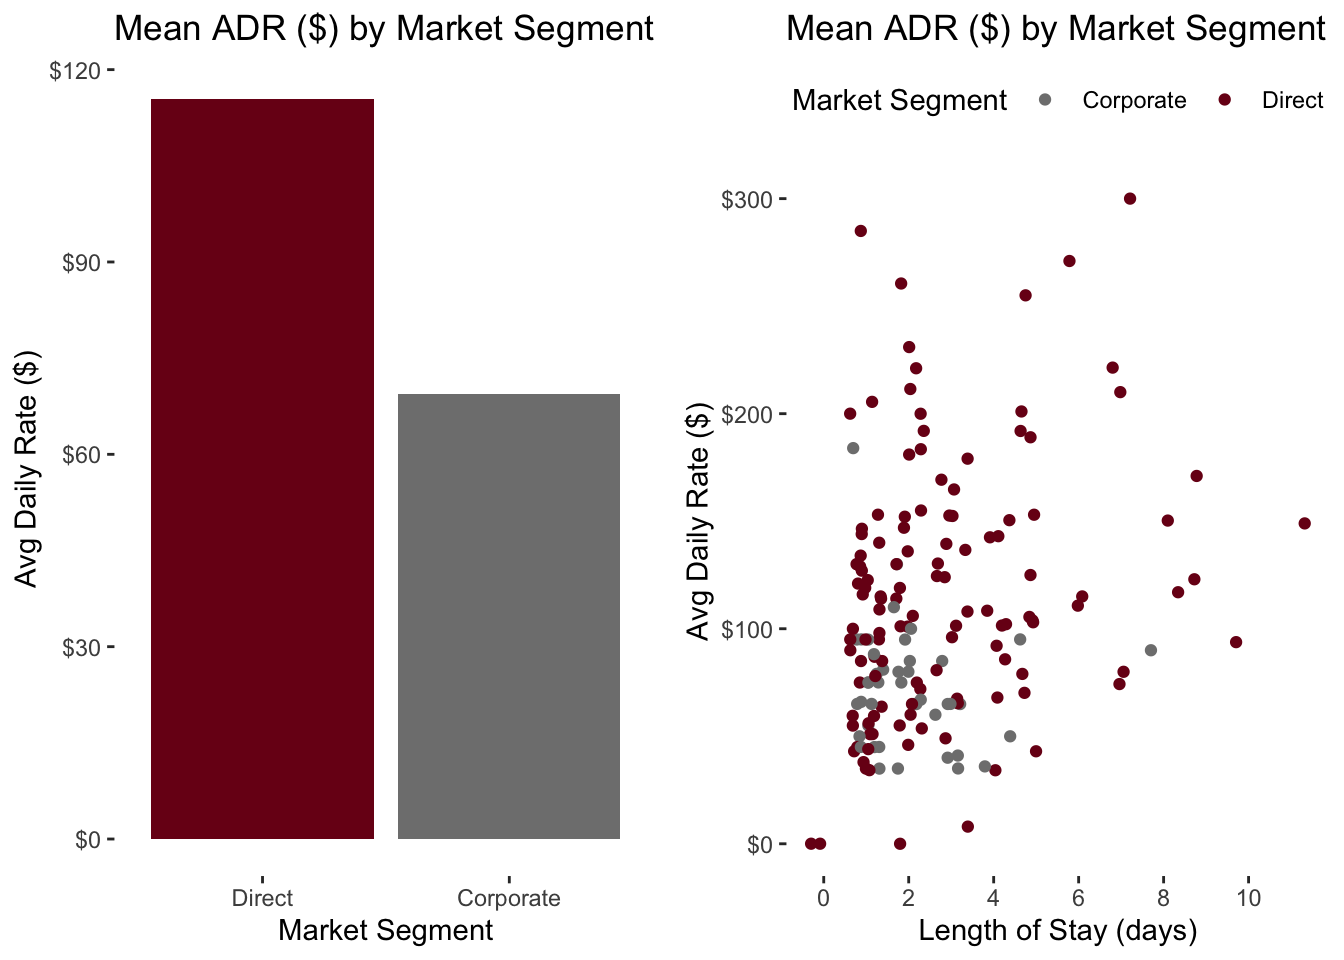 Mean ADR ($) by Market Segment
$120
$90
$60
$30
$0
Avg Daily Rate ($)
Direct
Corporate
Market Segment
Mean ADR ($) by Market Segment
Market Segment Corporate Direct
$300
$200
$100
$0
Avg Daily Rate ($)
0 2 4 6 8 10
Length of Stay (days)